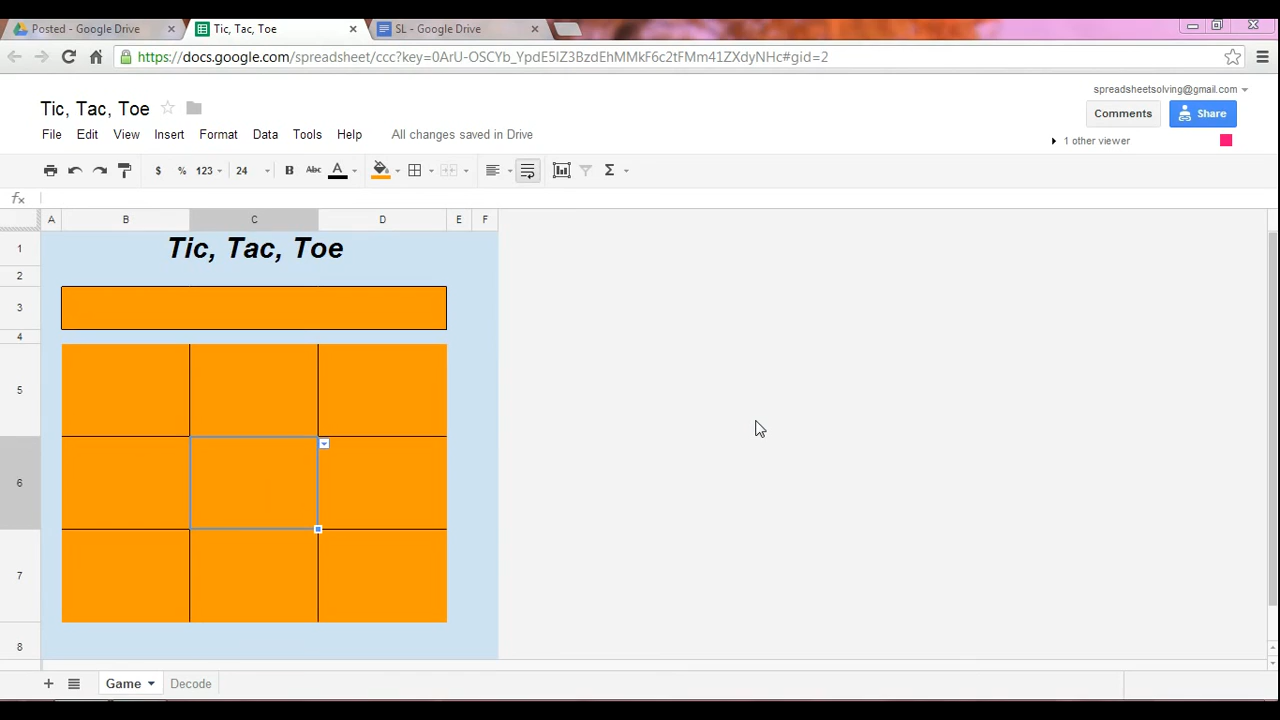 Posted - Google Drive
Tic, Tac, Toe
SL - Google Drive
https://docs.google.com/spreadsheet/ccc?key=0ArU-OSCYb_YpdE5IZ3BzdEhMMkF6c2tFMm41ZXdyNHc#gid=2
spreadsheetsolving@gmail.com
Tic, Tac, Toe
Comments
Share
File Edit View Insert Format Data Tools Help All changes saved in Drive
1 other viewer
$ % 123 24 B Abc A Σ
fx
A B C D E F
1 Tic, Tac, Toe
2
3
4
5
6
7
8
+ Game Decode